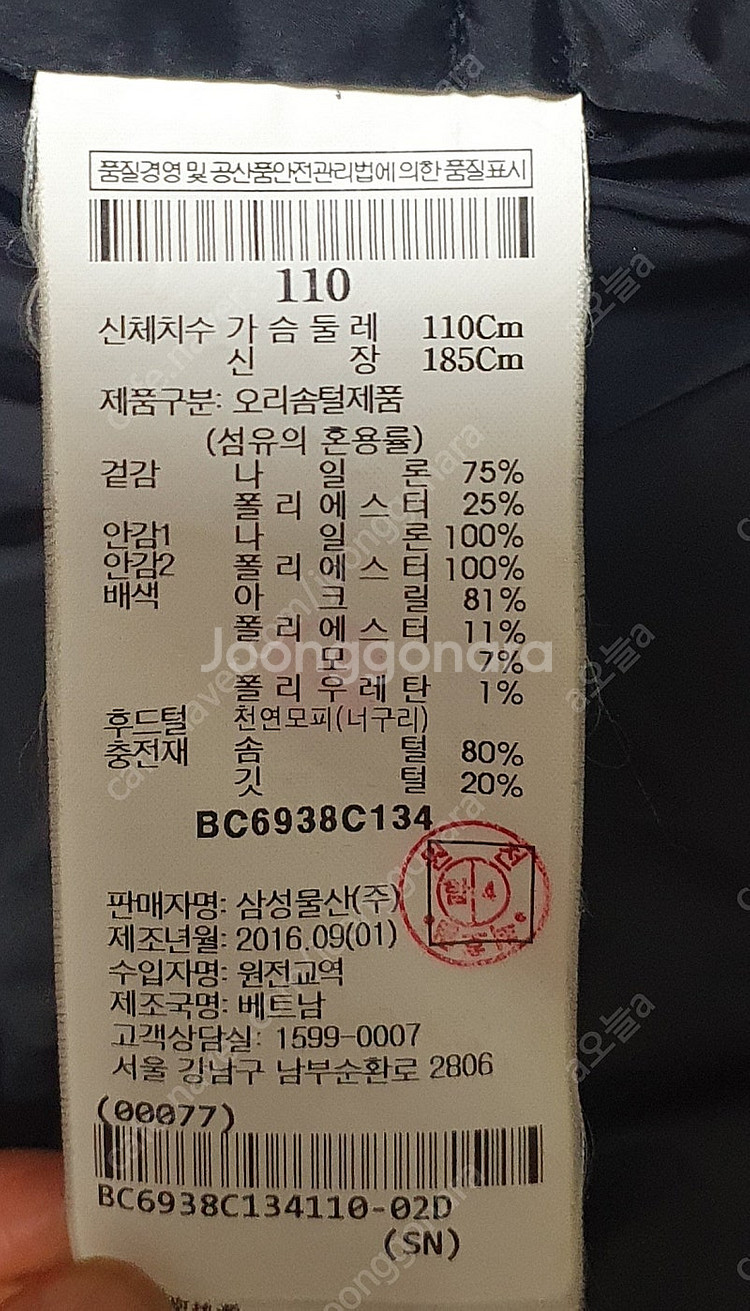 품질경영 및 공산품안전관리법에 의한 품질표시
110
신체치수 가슴둘레 110Cm
신장 185Cm
제품구분: 오리솜털제품
(섬유의 혼용률)
겉감 나일론 75%
폴리에스터 25%
안감1 나일론 100%
안감2 폴리에스터 100%
배색 아크릴 81%
폴리에스터 11%
모 7%
폴리우레탄 1%
후드털 천연모피(너구리)
충전재 솜털 80%
깃털 20%
BC6938C134
판매자명: 삼성물산(주)
제조년월: 2016.09(01)
수입자명: 원전교역
제조국명: 베트남
고객상담실: 1599-0007
서울 강남구 남부순환로 2806
(00077)
BC6938C134110-02D
(SN)
Joonggonara